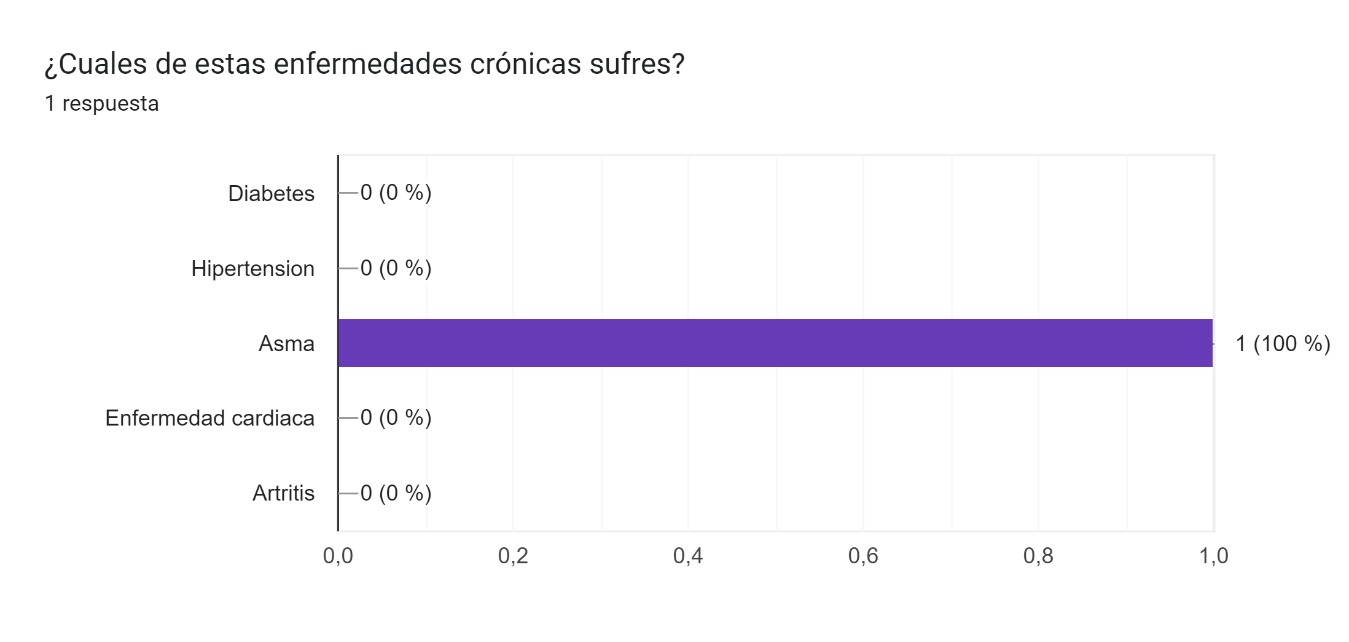 ¿Cuales de estas enfermedades crónicas sufres?
1 respuesta
Diabetes 0 (0 %)
Hipertension 0 (0 %)
Asma 1 (100 %)
Enfermedad cardiaca 0 (0 %)
Artritis 0 (0 %)
0,0 0,2 0,4 0,6 0,8 1,0